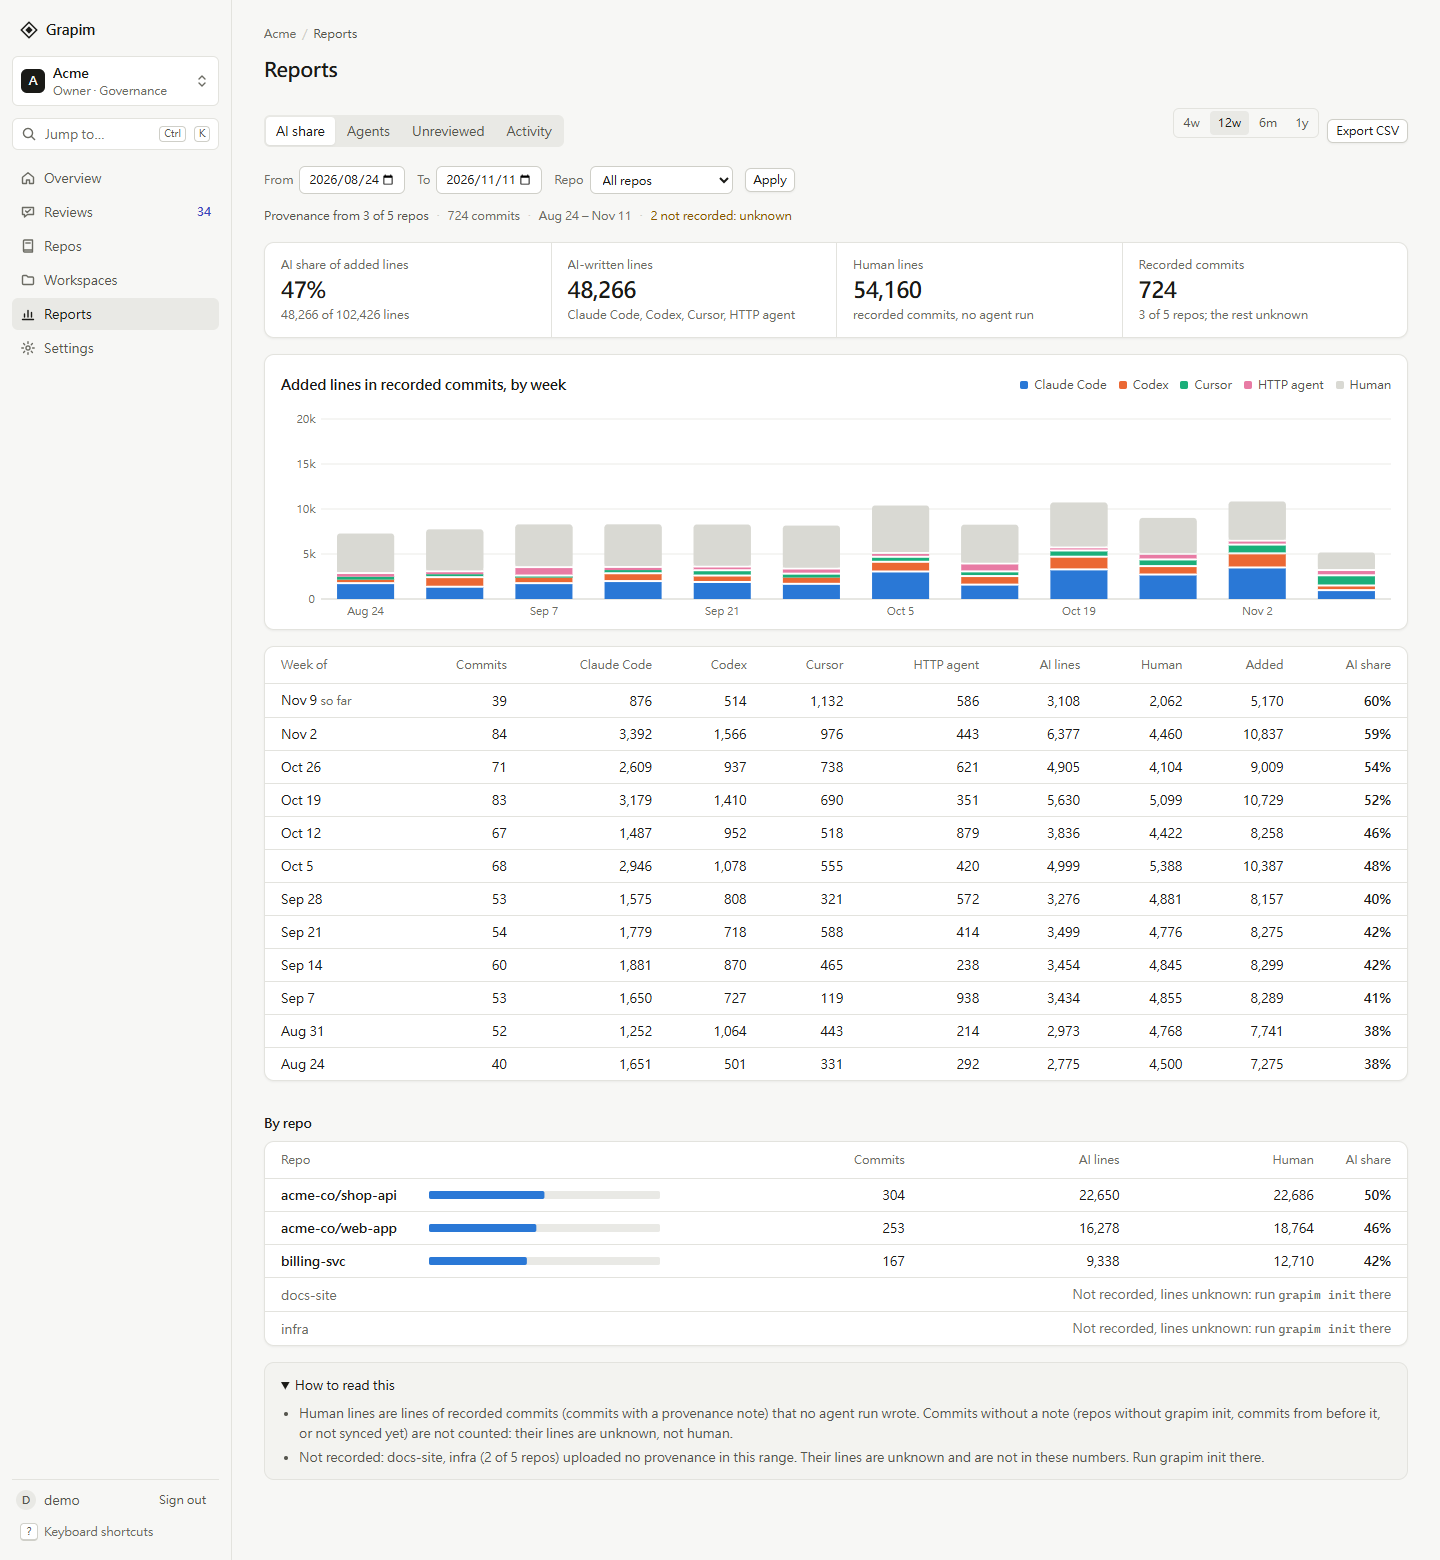 Grapim
A
Acme
Owner · Governance
Jump to... Ctrl K
Overview
Reviews 34
Repos
Workspaces
Reports
Settings
D demo Sign out
? Keyboard shortcuts
Acme / Reports
Reports
AI share Agents Unreviewed Activity
4w 12w 6m 1y Export CSV
From 2026/08/24 To 2026/11/11 Repo All repos Apply
Provenance from 3 of 5 repos · 724 commits · Aug 24 – Nov 11 · 2 not recorded: unknown
AI share of added lines
47%
48,266 of 102,426 lines
AI-written lines
48,266
Claude Code, Codex, Cursor, HTTP agent
Human lines
54,160
recorded commits, no agent run
Recorded commits
724
3 of 5 repos; the rest unknown
Added lines in recorded commits, by week
Claude Code Codex Cursor HTTP agent Human
20k
15k
10k
5k
0
Aug 24 Sep 7 Sep 21 Oct 5 Oct 19 Nov 2
Week of Commits Claude Code Codex Cursor HTTP agent AI lines Human Added AI share
Nov 9 so far 39 876 514 1,132 586 3,108 2,062 5,170 60%
Nov 2 84 3,392 1,566 976 443 6,377 4,460 10,837 59%
Oct 26 71 2,609 937 738 621 4,905 4,104 9,009 54%
Oct 19 83 3,179 1,410 690 351 5,630 5,099 10,729 52%
Oct 12 67 1,487 952 518 879 3,836 4,422 8,258 46%
Oct 5 68 2,946 1,078 555 420 4,999 5,388 10,387 48%
Sep 28 53 1,575 808 321 572 3,276 4,881 8,157 40%
Sep 21 54 1,779 718 588 414 3,499 4,776 8,275 42%
Sep 14 60 1,881 870 465 238 3,454 4,845 8,299 42%
Sep 7 53 1,650 727 119 938 3,434 4,855 8,289 41%
Aug 31 52 1,252 1,064 443 214 2,973 4,768 7,741 38%
Aug 24 40 1,651 501 331 292 2,775 4,500 7,275 38%
By repo
Repo Commits AI lines Human AI share
acme-co/shop-api 304 22,650 22,686 50%
acme-co/web-app 253 16,278 18,764 46%
billing-svc 167 9,338 12,710 42%
docs-site Not recorded, lines unknown: run grapim init there
infra Not recorded, lines unknown: run grapim init there
▼ How to read this
• Human lines are lines of recorded commits (commits with a provenance note) that no agent run wrote. Commits without a note (repos without grapim init, commits from before it,
or not synced yet) are not counted: their lines are unknown, not human.
• Not recorded: docs-site, infra (2 of 5 repos) uploaded no provenance in this range. Their lines are unknown and are not in these numbers. Run grapim init there.